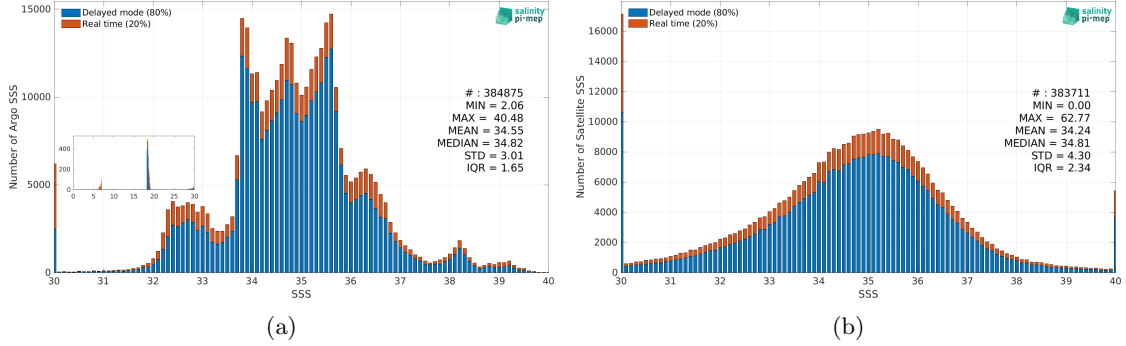 Delayed mode (80%)
Real time (20%)
salinity
pi-mep
Number of Argo SSS
15000
10000
5000
0
# : 384875
MIN = 2.06
MAX = 40.48
MEAN = 34.55
MEDIAN = 34.82
STD = 3.01
IQR = 1.65
400
200
0
0 5 10 15 20 25 30
30 31 32 33 34 35 36 37 38 39 40
SSS
(a)
Delayed mode (80%)
Real time (20%)
salinity
pi-mep
Number of Satellite SSS
16000
14000
12000
10000
8000
6000
4000
2000
0
# : 383711
MIN = 0.00
MAX = 62.77
MEAN = 34.24
MEDIAN = 34.81
STD = 4.30
IQR = 2.34
30 31 32 33 34 35 36 37 38 39 40
SSS
(b)